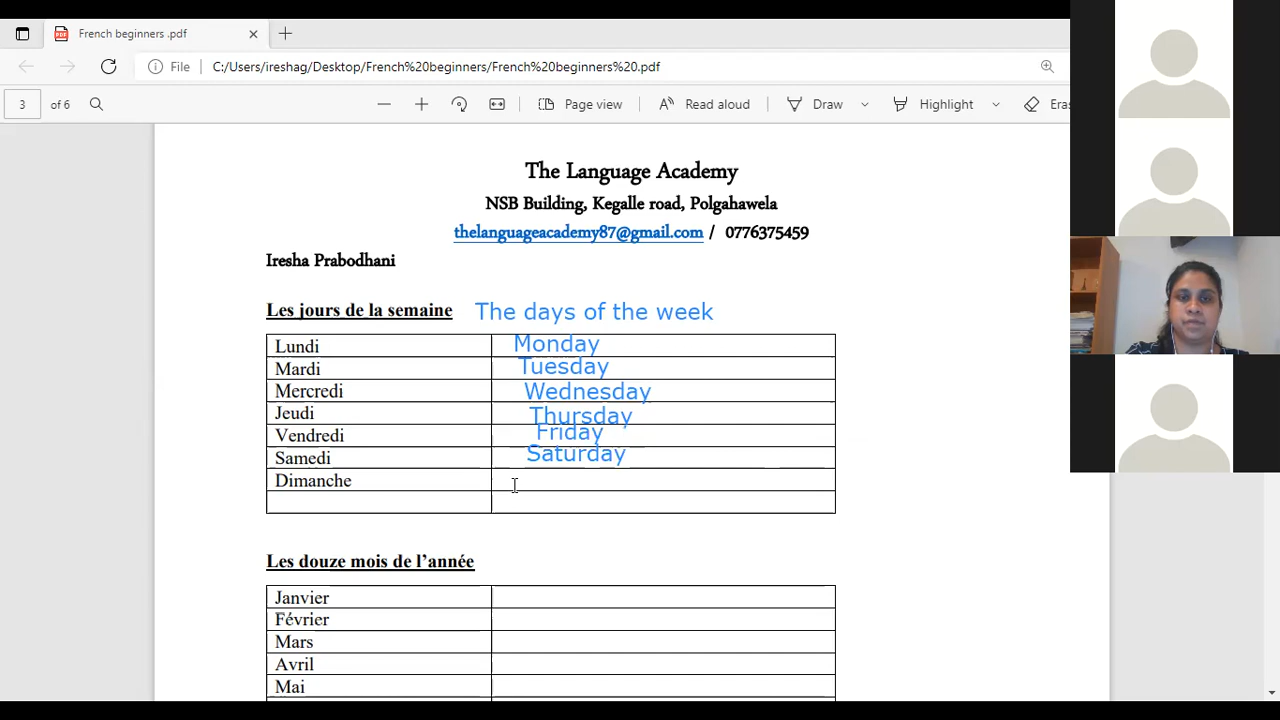 French beginners .pdf
File C:/Users/ireshag/Desktop/French%20beginners/French%20beginners%20.pdf
3 of 6 Page view Read aloud Draw Highlight Eras
The Language Academy
NSB Building, Kegalle road, Polgahawela
thelanguageacademy87@gmail.com / 0776375459
Iresha Prabodhani
Les jours de la semaine The days of the week
Lundi Monday
Mardi Tuesday
Mercredi Wednesday
Jeudi Thursday
Vendredi Friday
Samedi Saturday
Dimanche
Les douze mois de l’année
Janvier
Février
Mars
Avril
Mai